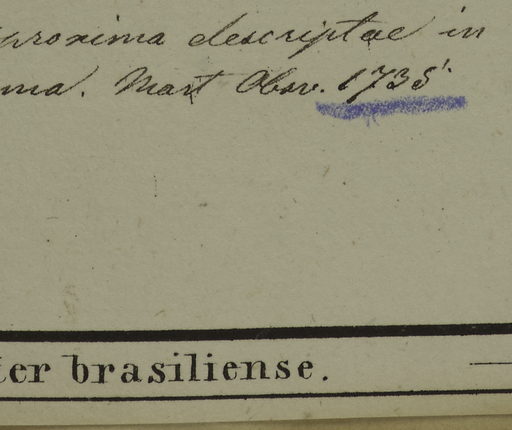 proxima descriptae in
ma. Mart Obsv. 1735.
ter brasiliense.